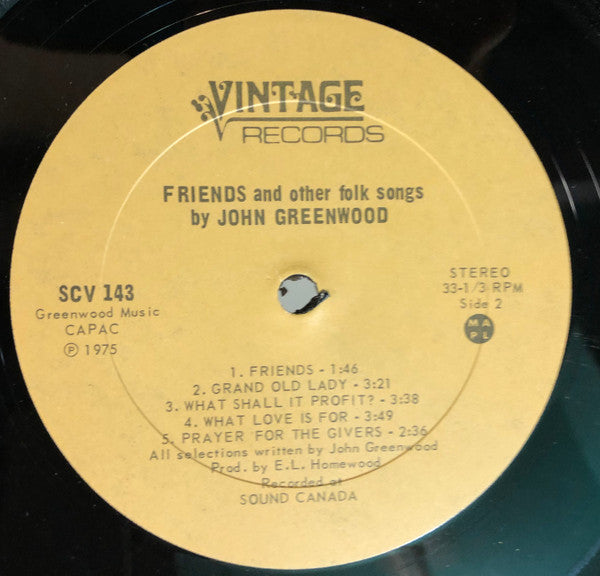 VINTAGE
RECORDS
FRIENDS and other folk songs
by JOHN GREENWOOD
SCV 143
Greenwood Music
CAPAC
Ⓟ 1975
STEREO
33-1/3 RPM
Side 2
MA
PL
1. FRIENDS - 1:46
2. GRAND OLD LADY - 3:21
3. WHAT SHALL IT PROFIT? - 3:38
4. WHAT LOVE IS FOR - 3:49
5. PRAYER FOR THE GIVERS - 2:36
All selections written by John Greenwood
Prod. by E.L. Homewood
Recorded at
SOUND CANADA